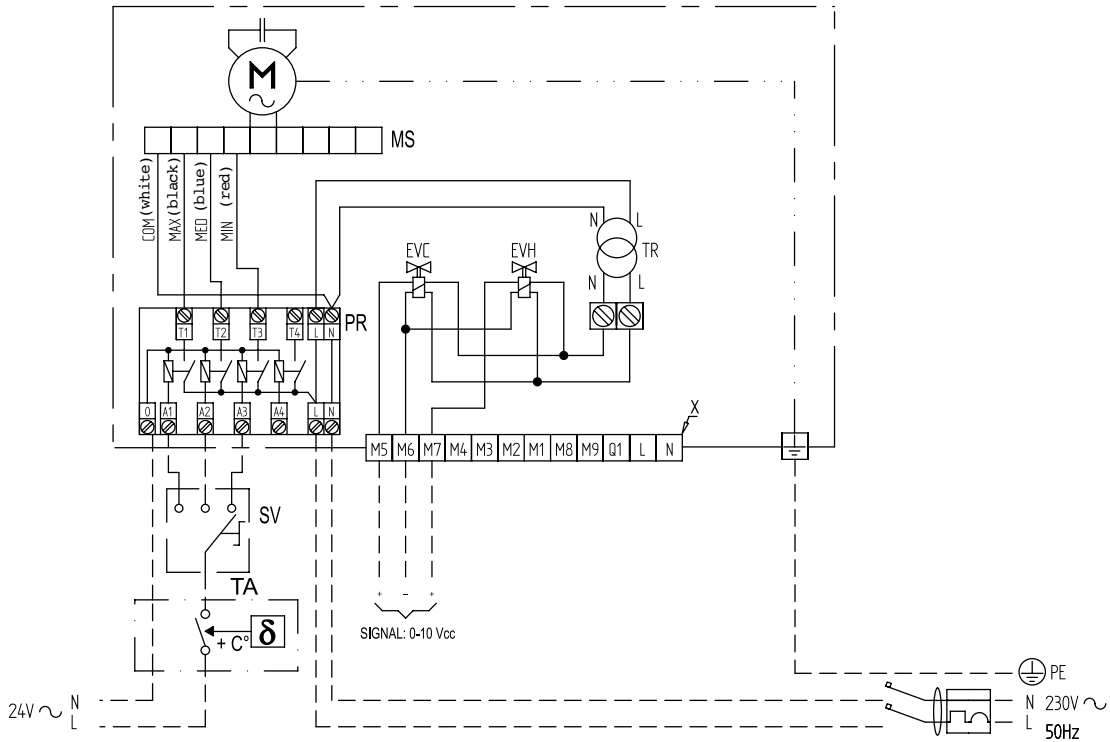 M
MS
COM (white)
MAX (black)
MED (blue)
MIN (red)
N L
TR
N L
EVC
EVH
T1 T2 T3 T4 L N
PR
0 A1 A2 A3 A4 L N
X
M5 M6 M7 M4 M3 M2 M1 M8 M9 Q1 L N
SV
+ - +
SIGNAL: 0-10 Vcc
TA
+ C° δ
PE
24V ~ N
L
N 230V ~
L 50Hz